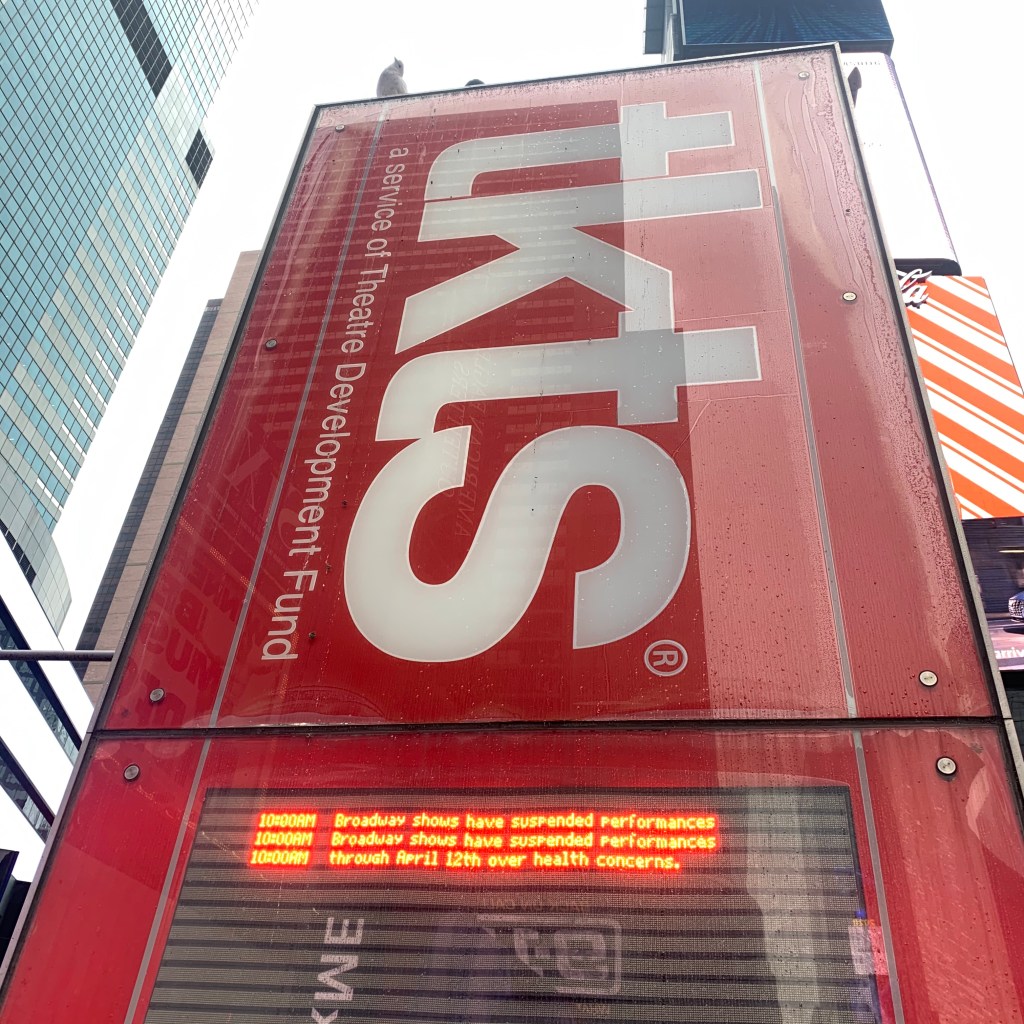 tkts®
a service of Theatre Development Fund
10:00AM Broadway shows have suspended performances
10:00AM Broadway shows have suspended performances
10:00AM through April 12th over health concerns.
arriv